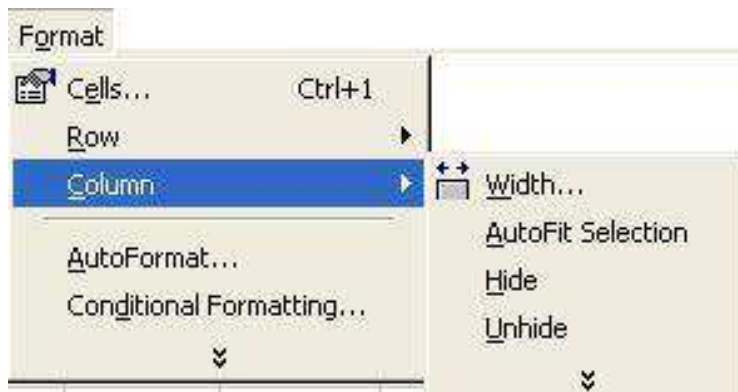 Format
Cells... Ctrl+1
Row
Column
AutoFormat...
Conditional Formatting...
Width...
AutoFit Selection
Hide
Unhide